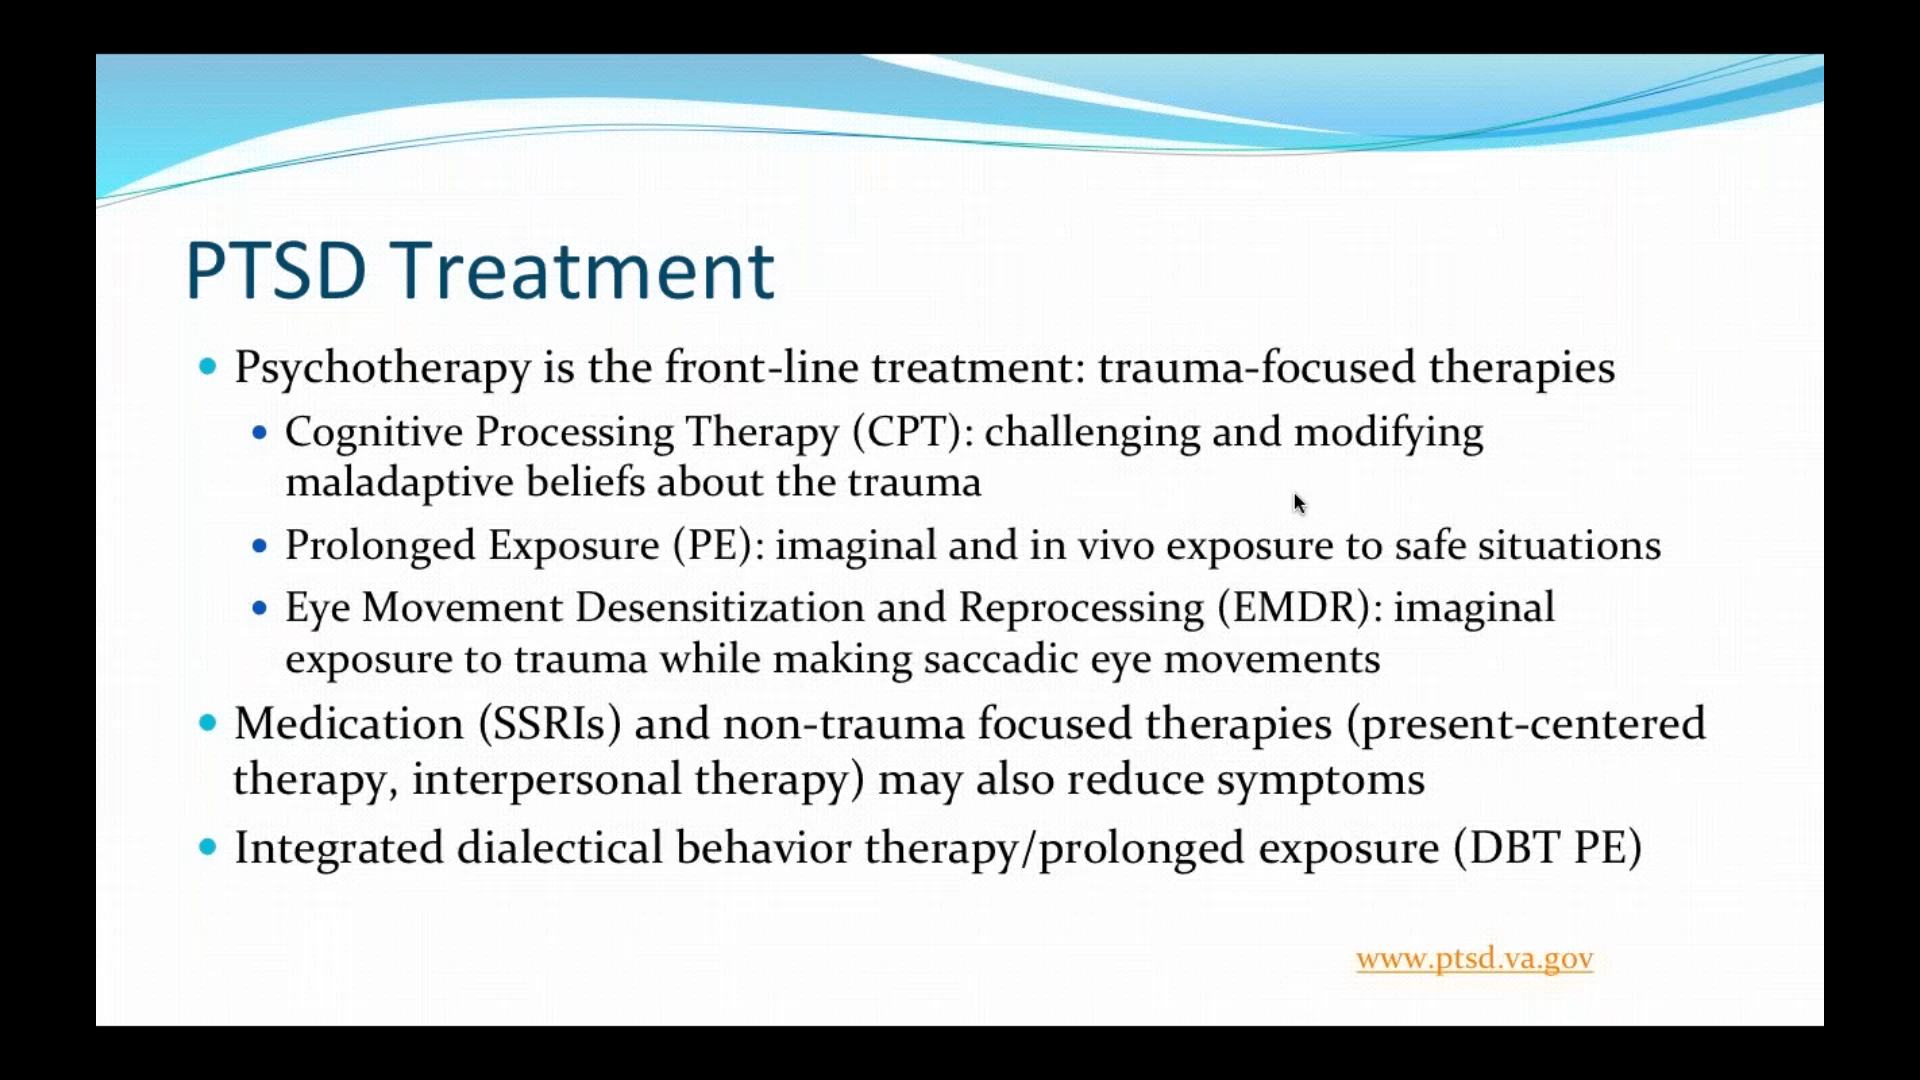 PTSD Treatment
• Psychotherapy is the front-line treatment: trauma-focused therapies
• Cognitive Processing Therapy (CPT): challenging and modifying
maladaptive beliefs about the trauma
• Prolonged Exposure (PE): imaginal and in vivo exposure to safe situations
• Eye Movement Desensitization and Reprocessing (EMDR): imaginal
exposure to trauma while making saccadic eye movements
• Medication (SSRIs) and non-trauma focused therapies (present-centered
therapy, interpersonal therapy) may also reduce symptoms
• Integrated dialectical behavior therapy/prolonged exposure (DBT PE)
www.ptsd.va.gov